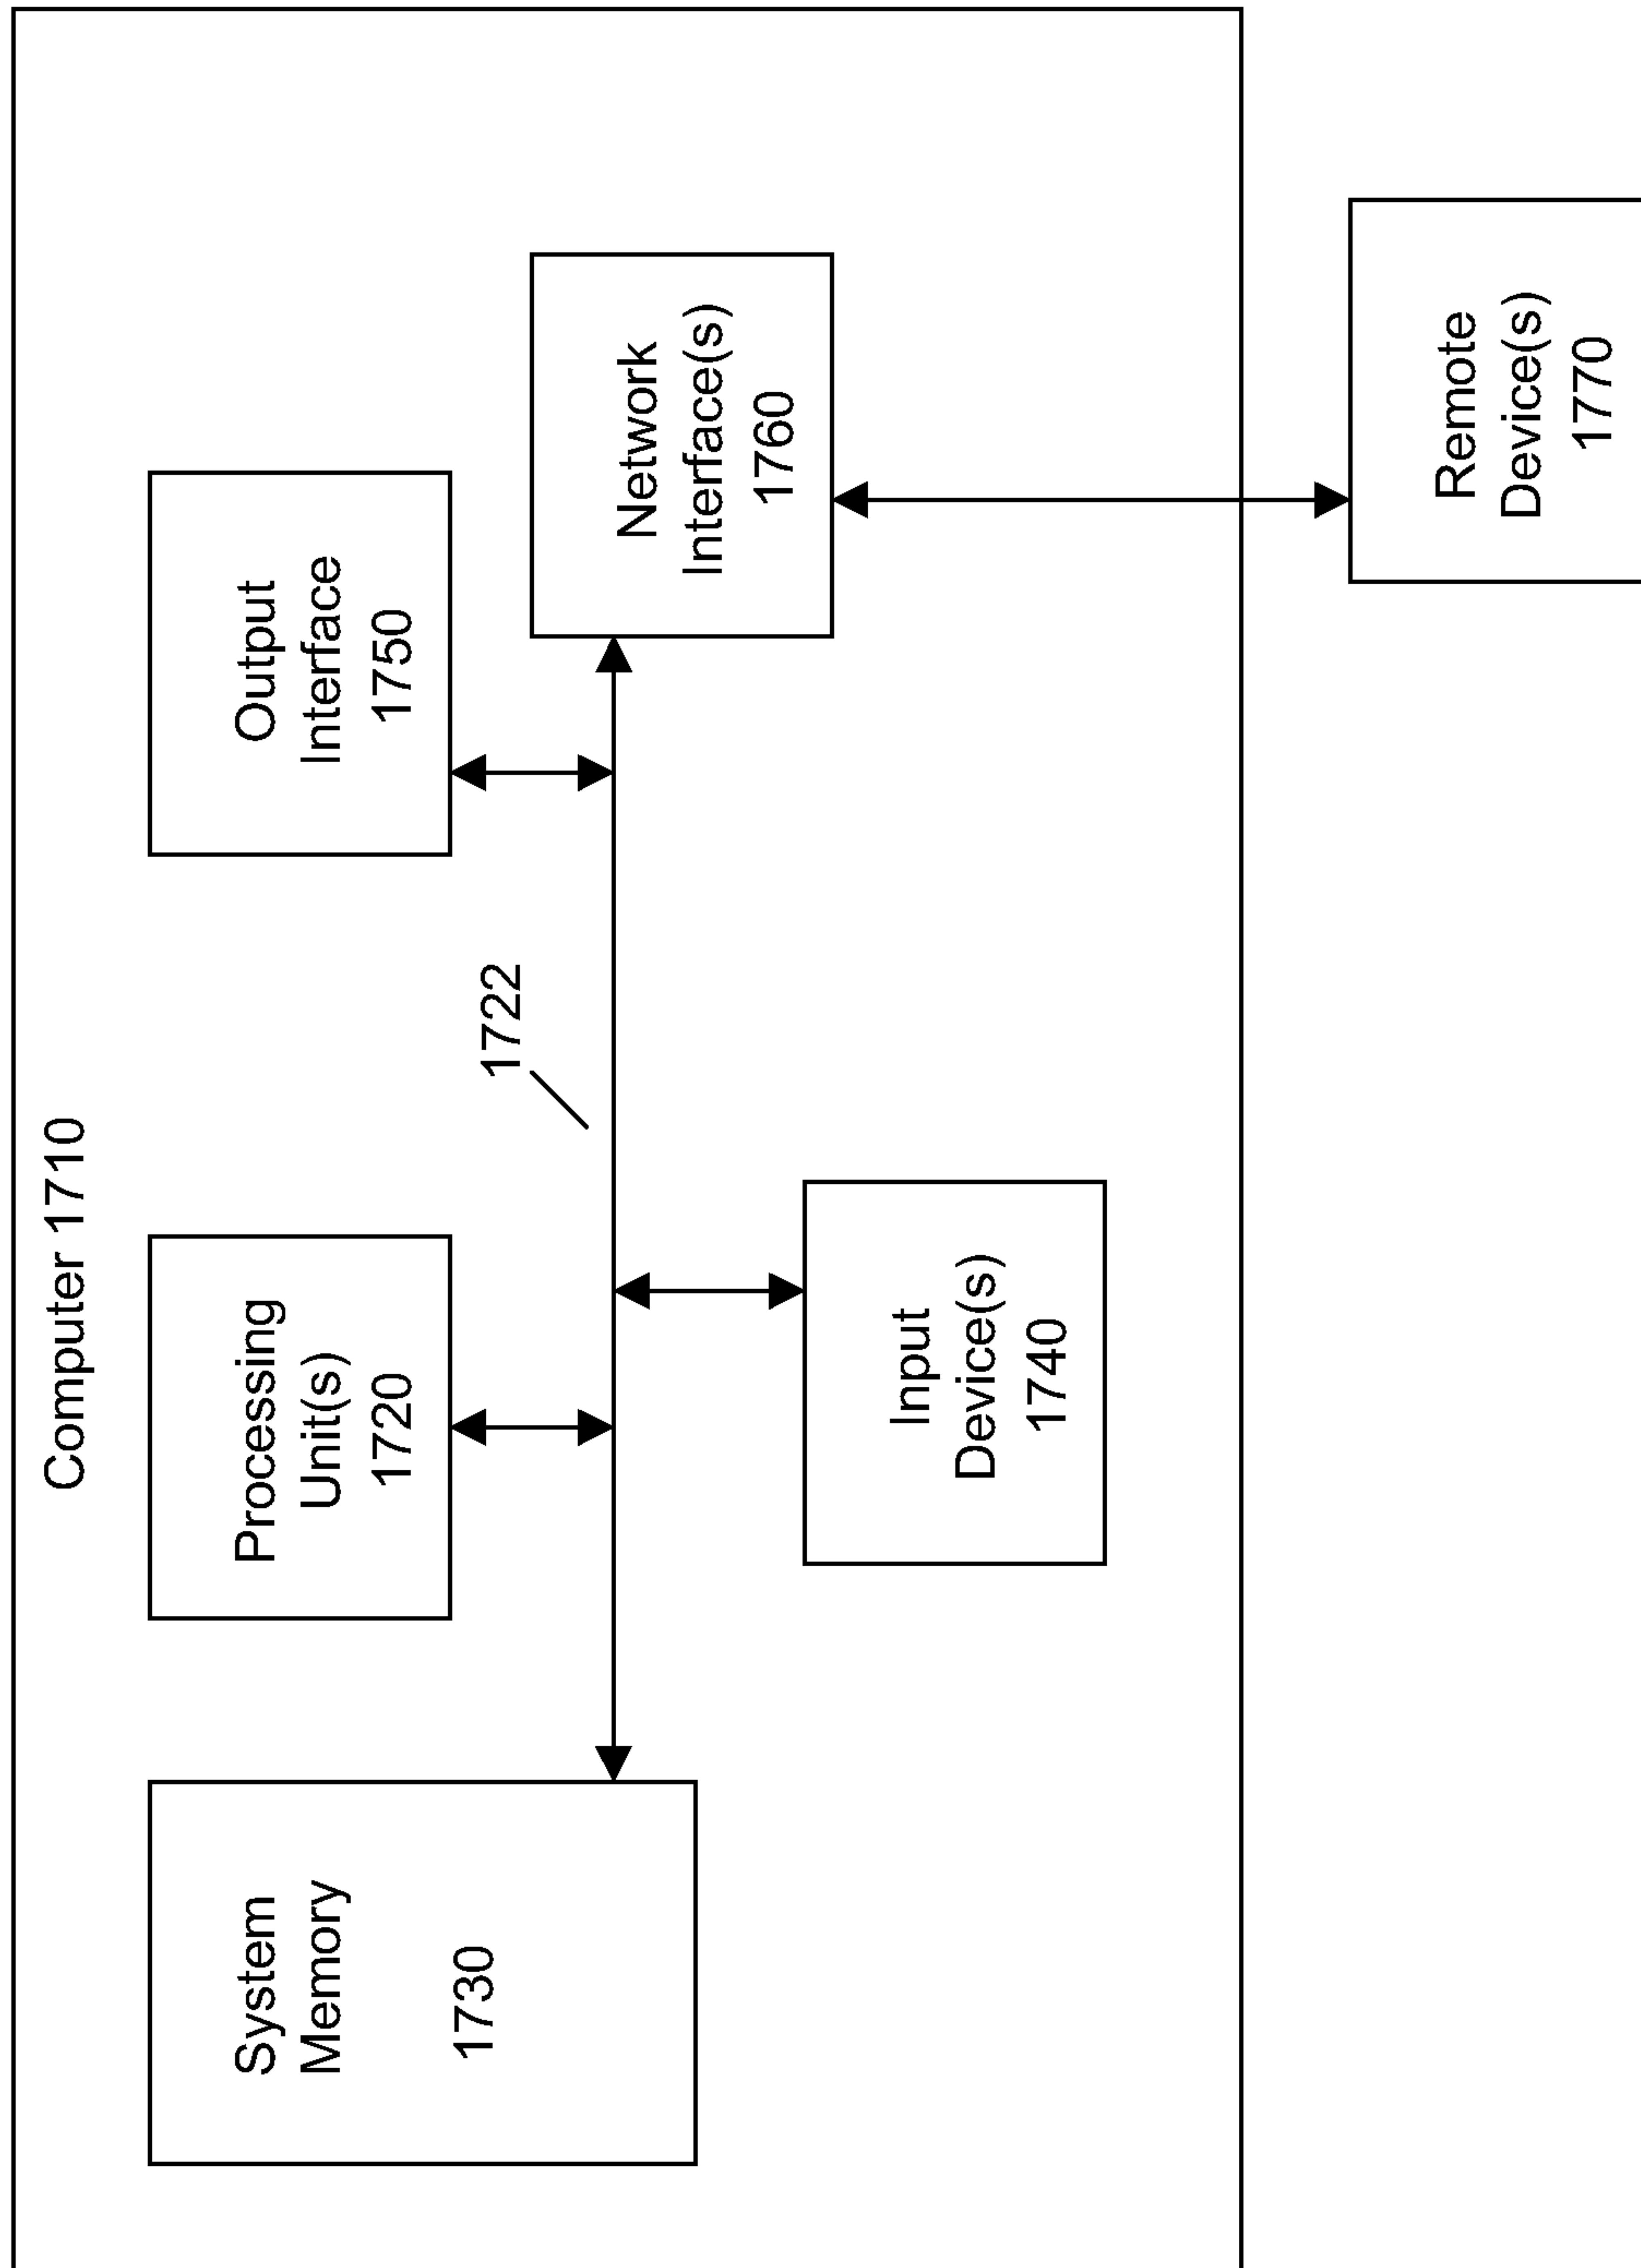 Computer 1710
System
Memory
1730
Processing
Unit(s)
1720
Output
Interface
1750
1722
Network
Interface(s)
1760
Input
Device(s)
1740
Remote
Device(s)
1770